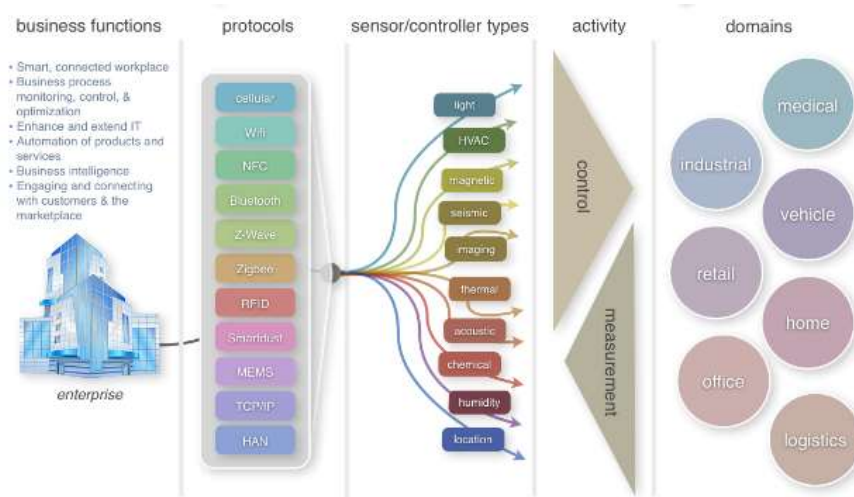 business functions
• Smart, connected workplace
• Business process
monitoring, control, &
optimization
• Enhance and extend IT
• Automation of products and
services
• Business intelligence
• Engaging and connecting
with customers & the
marketplace
enterprise
protocols
cellular
Wifi
NFC
Bluetooth
Z-Wave
Zigbee
RFID
Smartdust
MEMS
TCP/IP
HAN
sensor/controller types
light
HVAC
magnetic
seismic
imaging
thermal
acoustic
chemical
humidity
location
activity
control
measurement
domains
medical
industrial
vehicle
retail
home
office
logistics